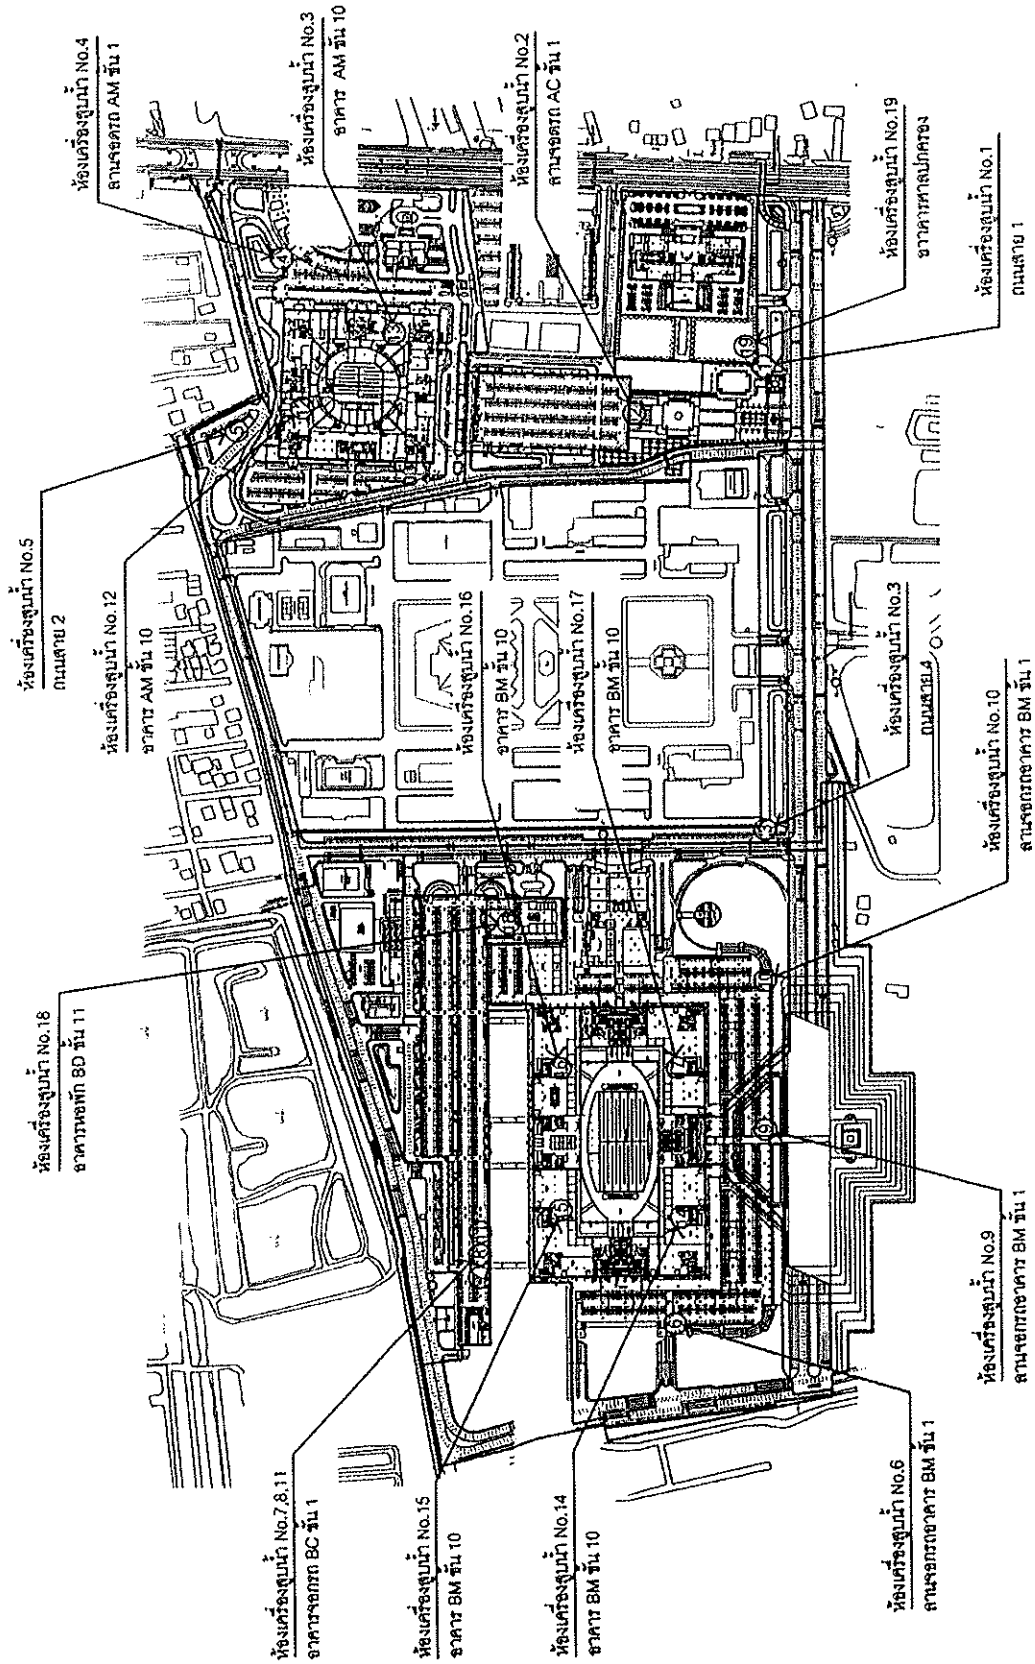 ห้องเครื่องสูบน้ำ No.4
ลานจอดรถ AM ชั้น 1
ห้องเครื่องสูบน้ำ No.3
อาคาร AM ชั้น 10
ห้องเครื่องสูบน้ำ No.2
ลานจอดรถ AC ชั้น 1
ห้องเครื่องสูบน้ำ No.19
อาคารศาลปกครอง
ห้องเครื่องสูบน้ำ No.1
ถนนสาย 1
ห้องเครื่องสูบน้ำ No.5
ถนนสาย 2
ห้องเครื่องสูบน้ำ No.12
อาคาร AM ชั้น 10
ห้องเครื่องสูบน้ำ No.16
อาคาร BM ชั้น 10
ห้องเครื่องสูบน้ำ No.17
อาคาร BM ชั้น 10
ห้องเครื่องสูบน้ำ No.3
ถนนสาย 4
ห้องเครื่องสูบน้ำ No.10
ลานจอดรถอาคาร BM ชั้น 1
ห้องเครื่องสูบน้ำ No.18
อาคารหอพัก BD ชั้น 11
ห้องเครื่องสูบน้ำ No.7,8,11
อาคารจอดรถ BC ชั้น 1
ห้องเครื่องสูบน้ำ No.15
อาคาร BM ชั้น 10
ห้องเครื่องสูบน้ำ No.14
อาคาร BM ชั้น 10
ห้องเครื่องสูบน้ำ No.6
ลานจอดรถอาคาร BM ชั้น 1
ห้องเครื่องสูบน้ำ No.9
ลานจอดรถอาคาร BM ชั้น 1